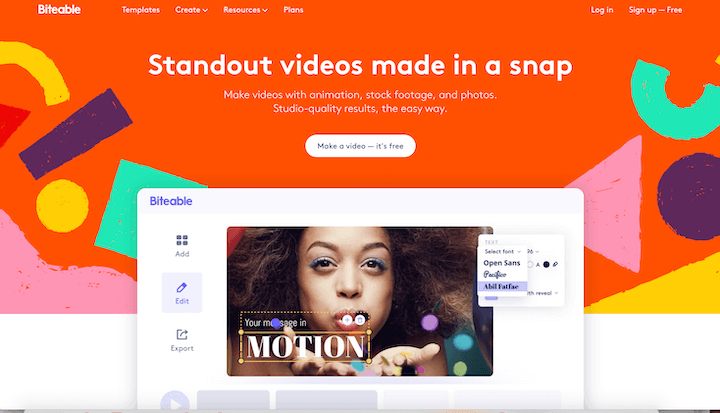 Biteable
Templates
Create
Resources
Plans
Log in
Sign up — Free
Standout videos made in a snap
Make videos with animation, stock footage, and photos.
Studio-quality results, the easy way.
Make a video — it's free
Biteable
Add
Edit
Export
Your message in
MOTION
TEXT
Select font
96
Open Sans
A
Pacifico
Abil Fatfae
th reveal